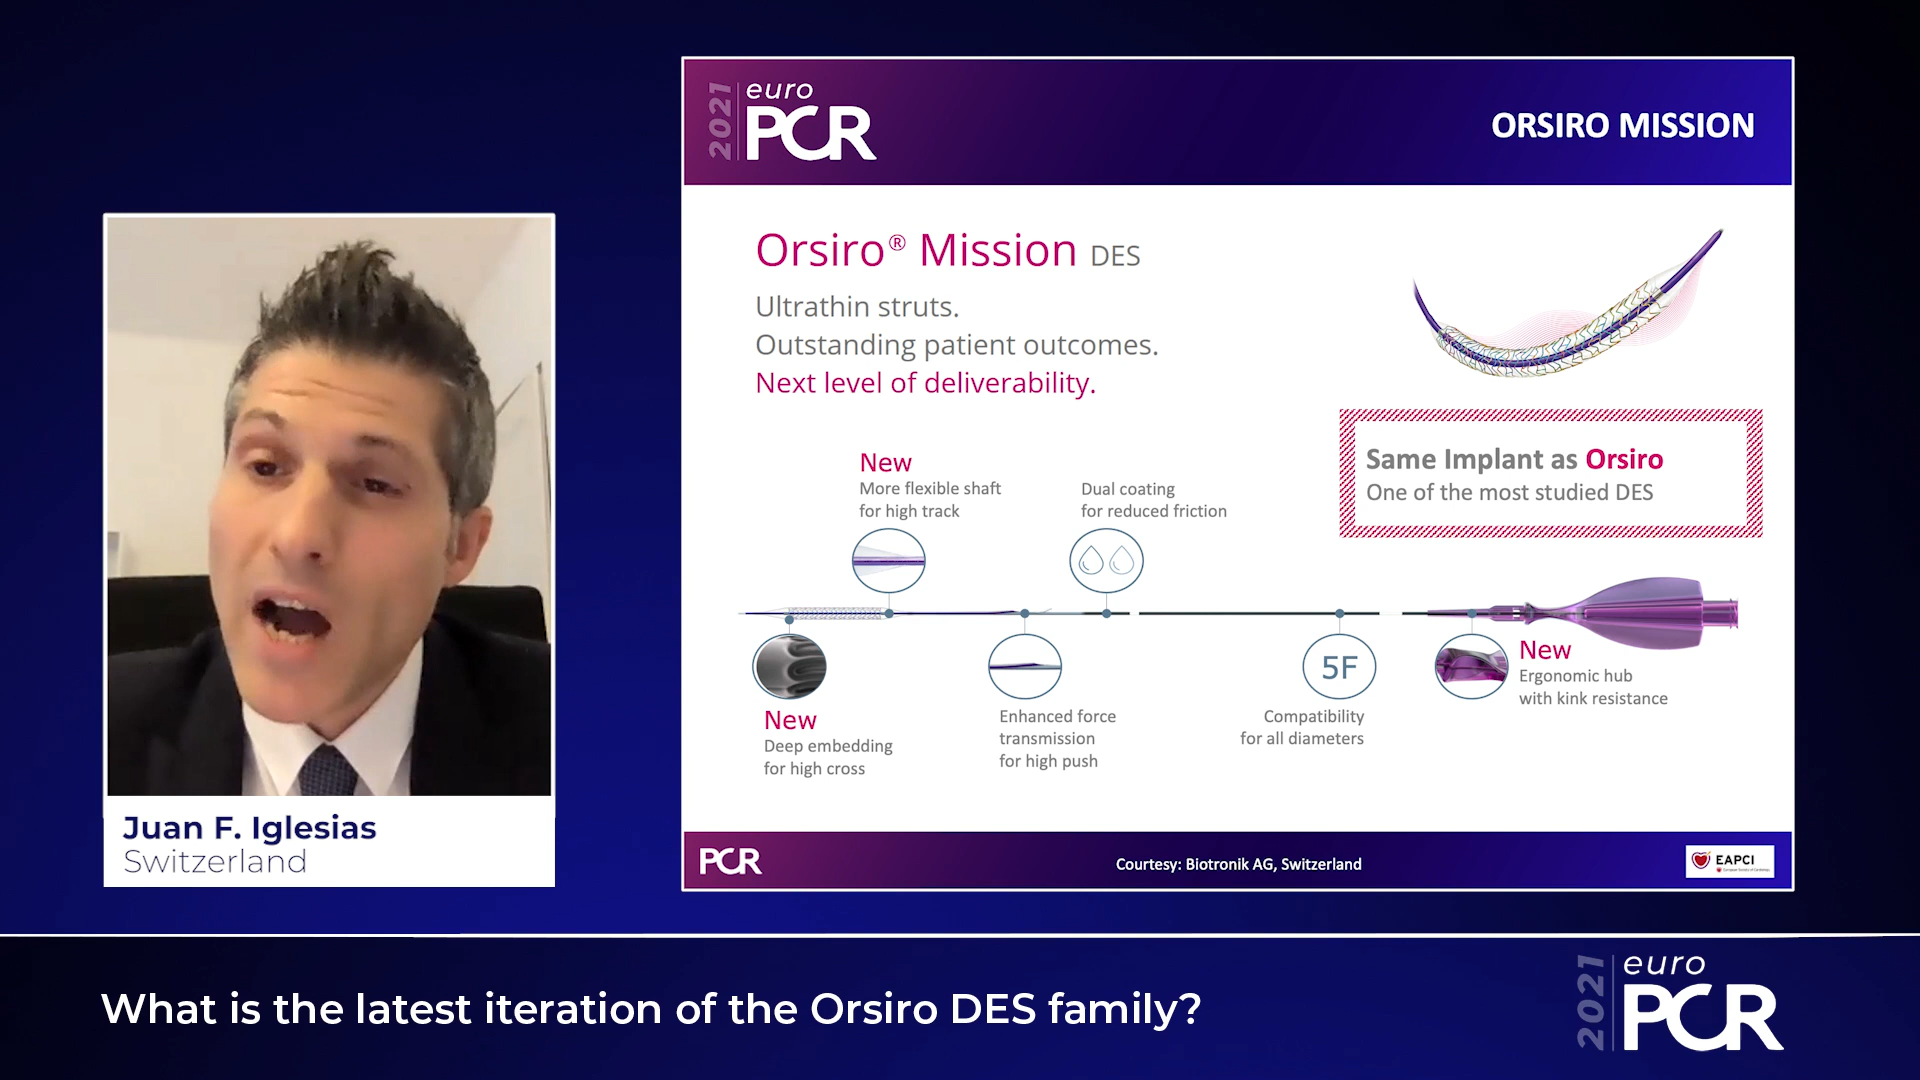 2021
euro
PCR
ORSIRO MISSION
Orsiro® Mission DES
Ultrathin struts.
Outstanding patient outcomes.
Next level of deliverability.
Same Implant as Orsiro
One of the most studied DES
New
More flexible shaft
for high track
Dual coating
for reduced friction
New
Deep embedding
for high cross
Enhanced force
transmission
for high push
5F
Compatibility
for all diameters
New
Ergonomic hub
with kink resistance
PCR
Courtesy: Biotronik AG, Switzerland
EAPCI
Juan F. Iglesias
Switzerland
What is the latest iteration of the Orsiro DES family?
2021
euro
PCR